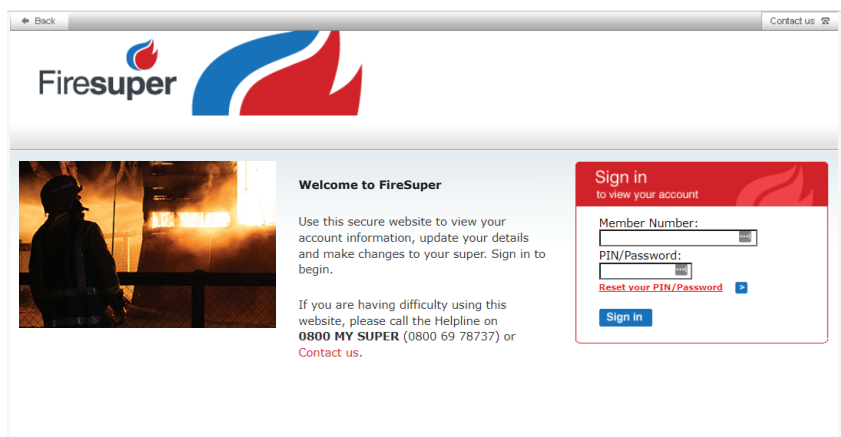 Back
Contact us
Firesuper
Welcome to FireSuper
Use this secure website to view your
account information, update your details
and make changes to your super. Sign in to
begin.
If you are having difficulty using this
website, please call the Helpline on
0800 MY SUPER (0800 69 78737) or
Contact us.
Sign in
to view your account
Member Number:
PIN/Password:
Reset your PIN/Password >
Sign in